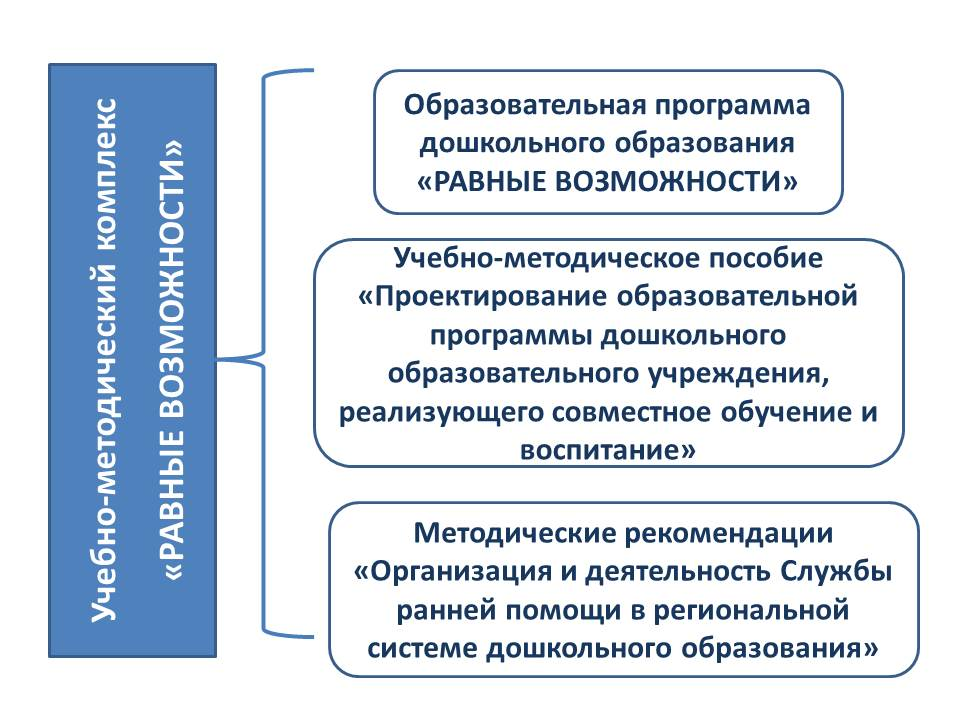 Учебно-методический комплекс
«РАВНЫЕ ВОЗМОЖНОСТИ»
Образовательная программа
дошкольного образования
«РАВНЫЕ ВОЗМОЖНОСТИ»
Учебно-методическое пособие
«Проектирование образовательной
программы дошкольного
образовательного учреждения,
реализующего совместное обучение и
воспитание»
Методические рекомендации
«Организация и деятельность Службы
ранней помощи в региональной
системе дошкольного образования»